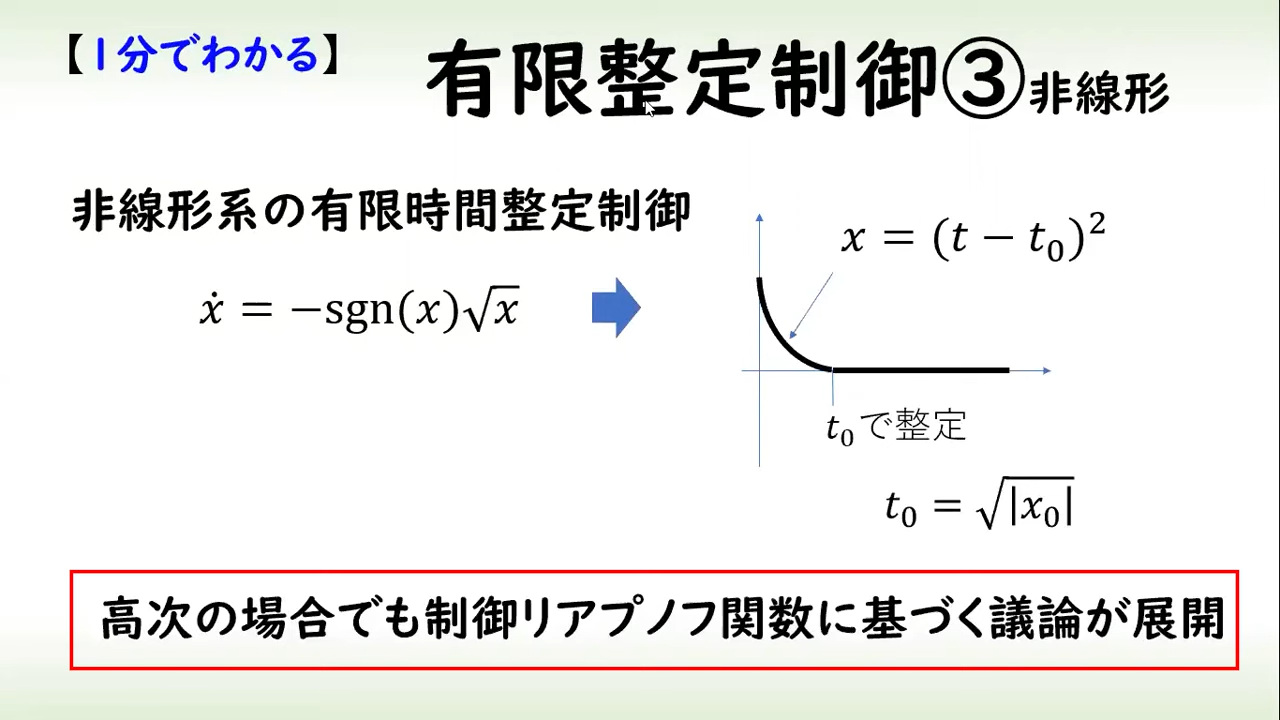 【1分でわかる】
有限整定制御③非線形
非線形系の有限時間整定制御
ẋ = −sgn(x)√x
x = (t − t₀)²
t₀で整定
t₀ = √|x₀|
高次の場合でも制御リアプノフ関数に基づく議論が展開